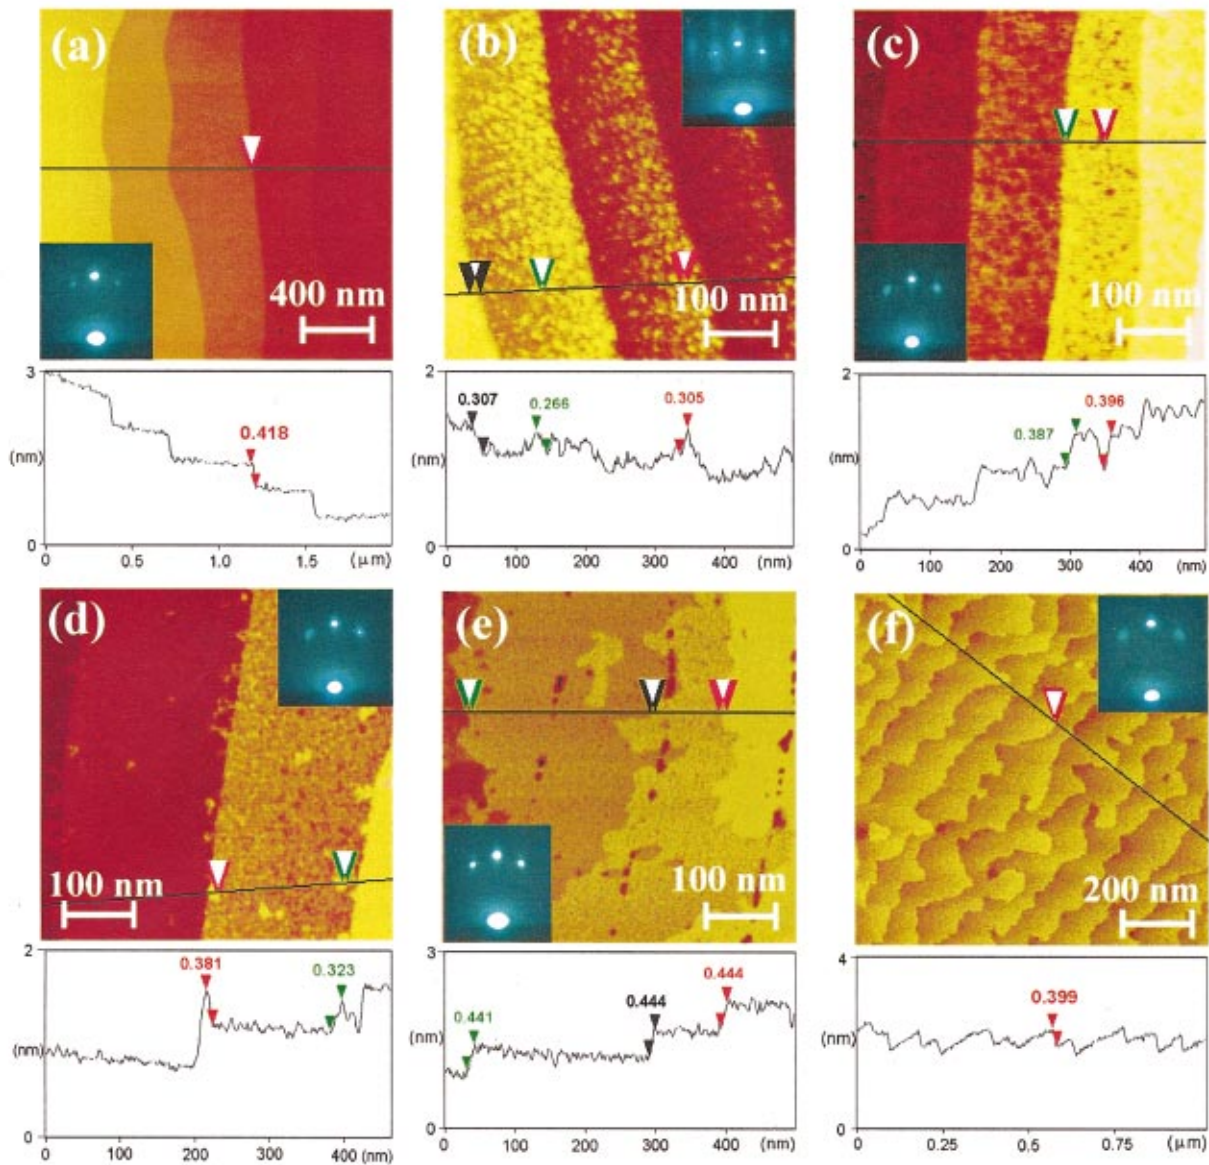 (a)
400 nm
(b)
100 nm
(c)
100 nm
3
0.418
(nm)
0
0 0.5 1.0 1.5 (μm)
2
0.307 0.266 0.305
(nm)
0
0 100 200 300 400 (nm)
2
0.387 0.396
(nm)
0
0 100 200 300 400 (nm)
(d)
100 nm
(e)
100 nm
(f)
200 nm
2
0.381 0.323
(nm)
0
0 100 200 300 400 (nm)
3
0.441 0.444 0.444
(nm)
0
0 100 200 300 400 (nm)
4
0.399
(nm)
0
0 0.25 0.5 0.75 (μm)